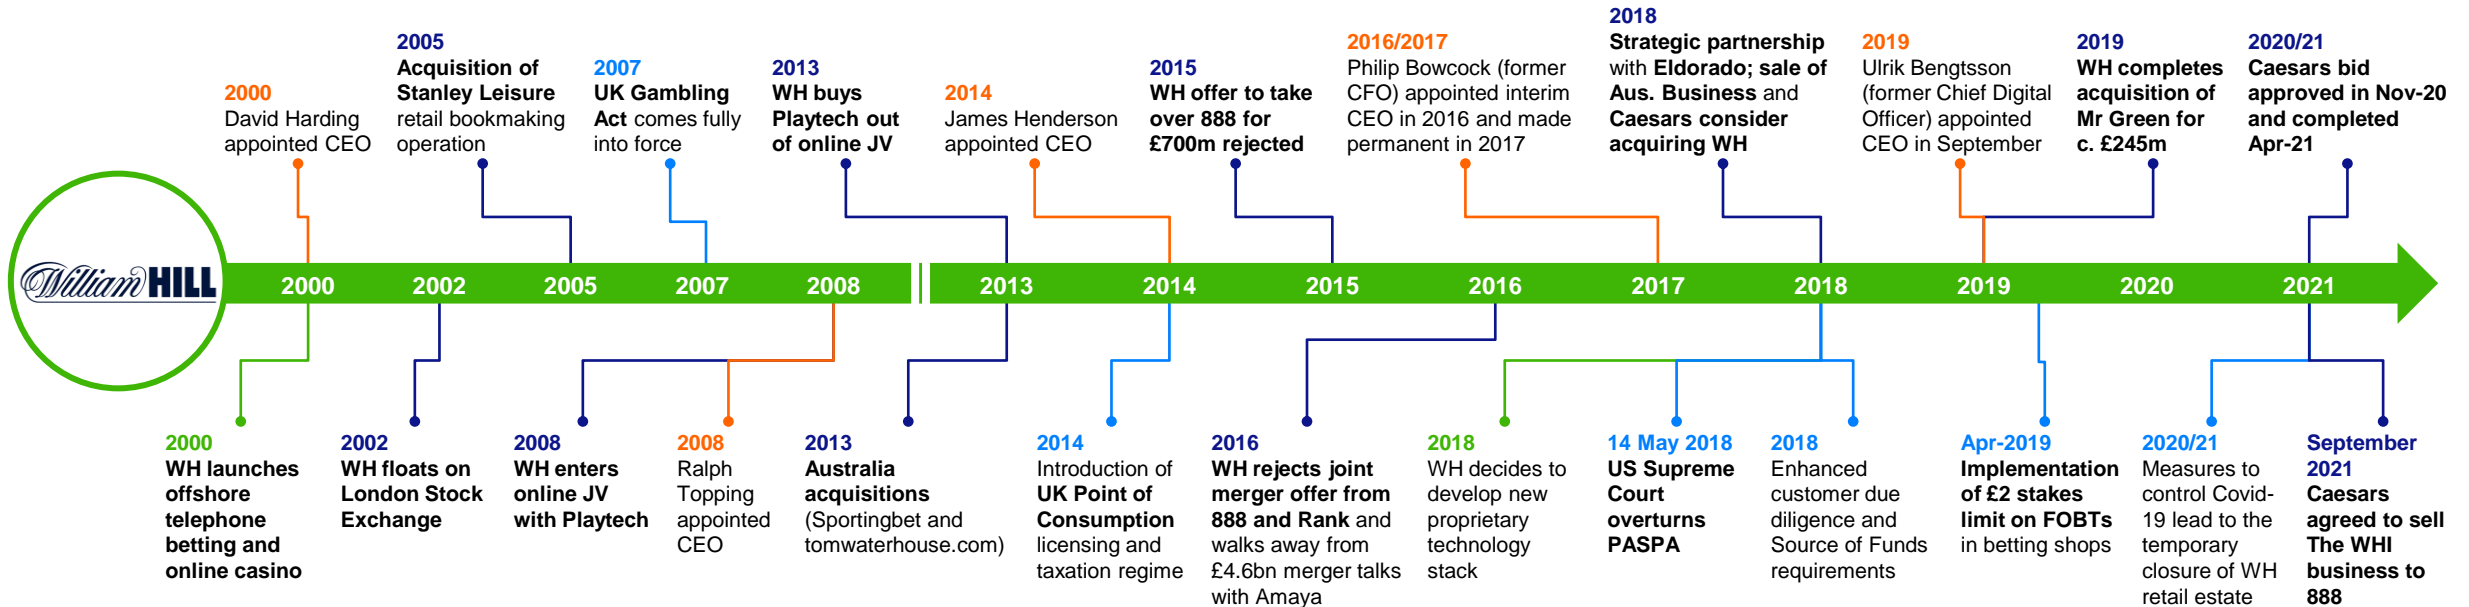 2000
David Harding
appointed CEO
2005
Acquisition of
Stanley Leisure
retail bookmaking
operation
2007
UK Gambling
Act comes fully
into force
2013
WH buys
Playtech out
of online JV
2014
James Henderson
appointed CEO
2015
WH offer to take
over 888 for
£700m rejected
2016/2017
Philip Bowcock (former
CFO) appointed interim
CEO in 2016 and made
permanent in 2017
2018
Strategic partnership
with Eldorado; sale of
Aus. Business and
Caesars consider
acquiring WH
2019
Ulrik Bengtsson
(former Chief Digital
Officer) appointed
CEO in September
2019
WH completes
acquisition of
Mr Green for
c. £245m
2020/21
Caesars bid
approved in Nov-20
and completed
Apr-21
William HILL
2000 2002 2005 2007 2008 2013 2014 2015 2016 2017 2018 2019 2020 2021
2000
WH launches
offshore
telephone
betting and
online casino
2002
WH floats on
London Stock
Exchange
2008
WH enters
online JV
with Playtech
2008
Ralph
Topping
appointed
CEO
2013
Australia
acquisitions
(Sportingbet and
tomwaterhouse.com)
2014
Introduction of
UK Point of
Consumption
licensing and
taxation regime
2016
WH rejects joint
merger offer from
888 and Rank and
walks away from
£4.6bn merger talks
with Amaya
2018
WH decides to
develop new
proprietary
technology
stack
14 May 2018
US Supreme
Court
overturns
PASPA
2018
Enhanced
customer due
diligence and
Source of Funds
requirements
Apr-2019
Implementation
of £2 stakes
limit on FOBTs
in betting shops
2020/21
Measures to
control Covid-
19 lead to the
temporary
closure of WH
retail estate
September
2021
Caesars
agreed to sell
The WHI
business to
888